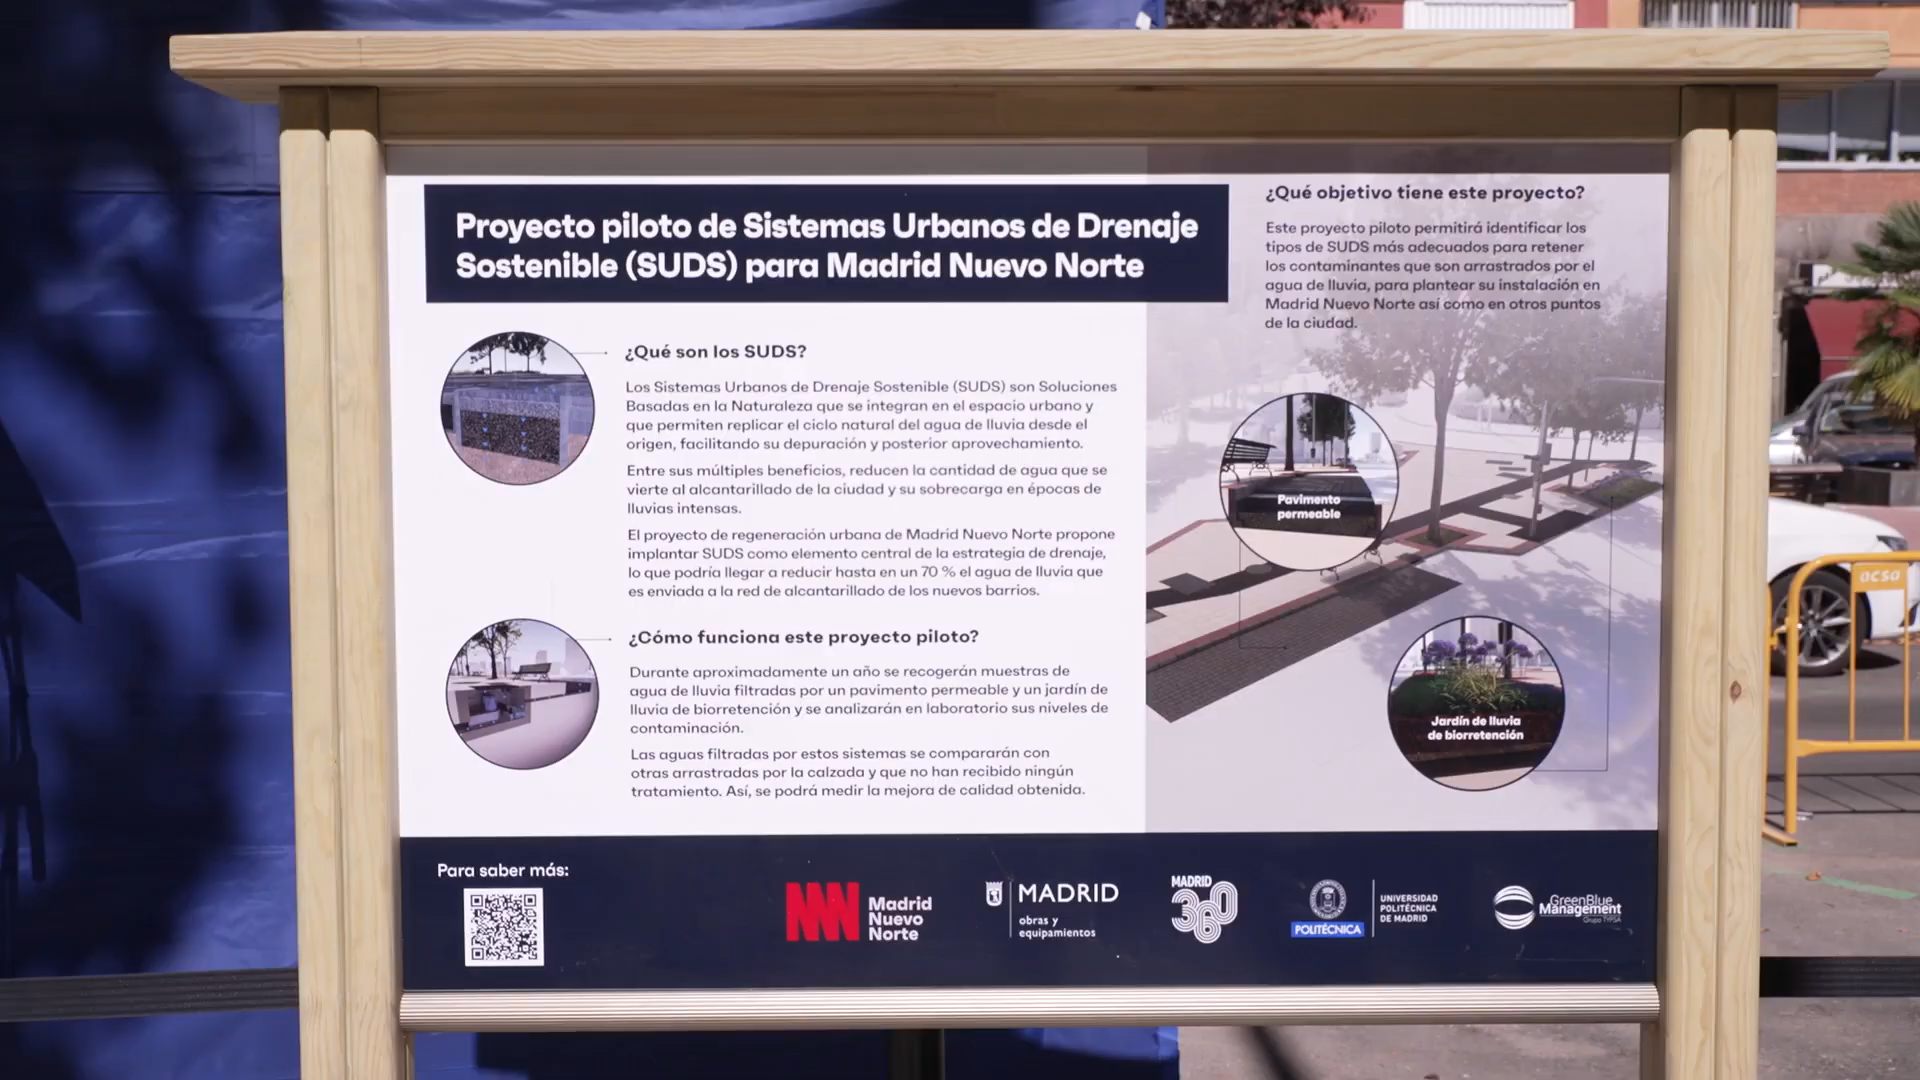 Proyecto piloto de Sistemas Urbanos de Drenaje
Sostenible (SUDS) para Madrid Nuevo Norte
¿Qué son los SUDS?
Los Sistemas Urbanos de Drenaje Sostenible (SUDS) son Soluciones
Basadas en la Naturaleza que se integran en el espacio urbano y
que permiten replicar el ciclo natural del agua de lluvia desde el
origen, facilitando su depuración y posterior aprovechamiento.
Entre sus múltiples beneficios, reducen la cantidad de agua que se
vierte al alcantarillado de la ciudad y su sobrecarga en épocas de
lluvias intensas.
El proyecto de regeneración urbana de Madrid Nuevo Norte propone
implantar SUDS como elemento central de la estrategia de drenaje,
lo que podría llegar a reducir hasta en un 70 % el agua de lluvia que
es enviada a la red de alcantarillado de los nuevos barrios.
¿Cómo funciona este proyecto piloto?
Durante aproximadamente un año se recogerán muestras de
agua de lluvia filtradas por un pavimento permeable y un jardín de
lluvia de biorretención y se analizarán en laboratorio sus niveles de
contaminación.
Las aguas filtradas por estos sistemas se compararán con
otras arrastradas por la calzada y que no han recibido ningún
tratamiento. Así, se podrá medir la mejora de calidad obtenida.
¿Qué objetivo tiene este proyecto?
Este proyecto piloto permitirá identificar los
tipos de SUDS más adecuados para retener
los contaminantes que son arrastrados por el
agua de lluvia, para plantear su instalación en
Madrid Nuevo Norte así como en otros puntos
de la ciudad.
Pavimento
permeable
Jardín de lluvia
de biorretención
Para saber más:
Madrid
Nuevo
Norte
MADRID
obras y
equipamientos
MADRID
360
POLITÉCNICA
UNIVERSIDAD
POLITÉCNICA
DE MADRID
GreenBlue
Management
Grupo TYPSA
acsa